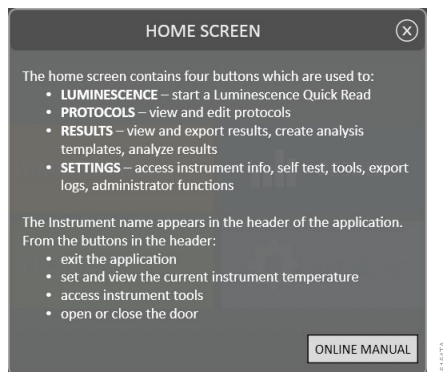 HOME SCREEN
The home screen contains four buttons which are used to:
• LUMINESCENCE – start a Luminescence Quick Read
• PROTOCOLS – view and edit protocols
• RESULTS – view and export results, create analysis
templates, analyze results
• SETTINGS – access instrument info, self test, tools, export
logs, administrator functions
The Instrument name appears in the header of the application.
From the buttons in the header:
• exit the application
• set and view the current instrument temperature
• access instrument tools
• open or close the door
ONLINE MANUAL